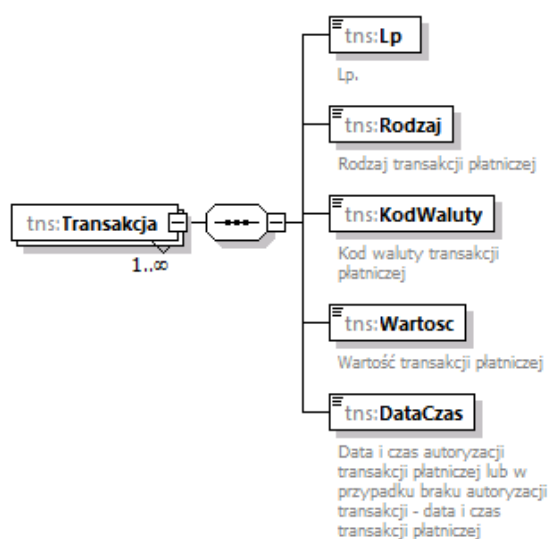 tns:Lp
Lp.
tns:Rodzaj
Rodzaj transakcji płatniczej
tns:Transakcja
1..∞
tns:KodWaluty
Kod waluty transakcji
płatniczej
tns:Wartosc
Wartość transakcji płatniczej
tns:DataCzas
Data i czas autoryzacji
transakcji płatniczej lub w
przypadku braku autoryzacji
transakcji - data i czas
transakcji płatniczej